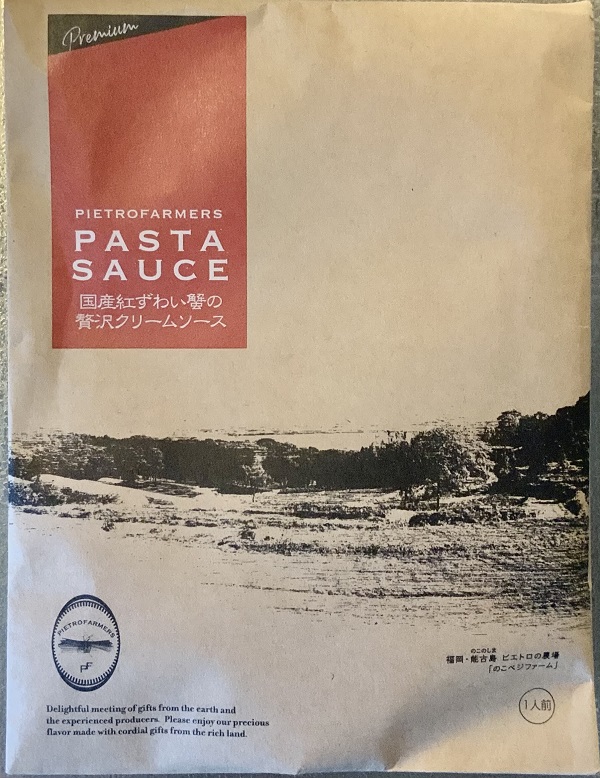 Premium
PIETROFARMERS
PASTA
SAUCE
国産紅ずわい蟹の
贅沢クリームソース
PIETROFARMERS
PF
のこのしま
福岡・能古島 ピエトロの農場
「のこベジファーム」
Delightful meeting of gifts from the earth and
the experienced producers. Please enjoy our precious
flavor made with cordial gifts from the rich land.
1人前